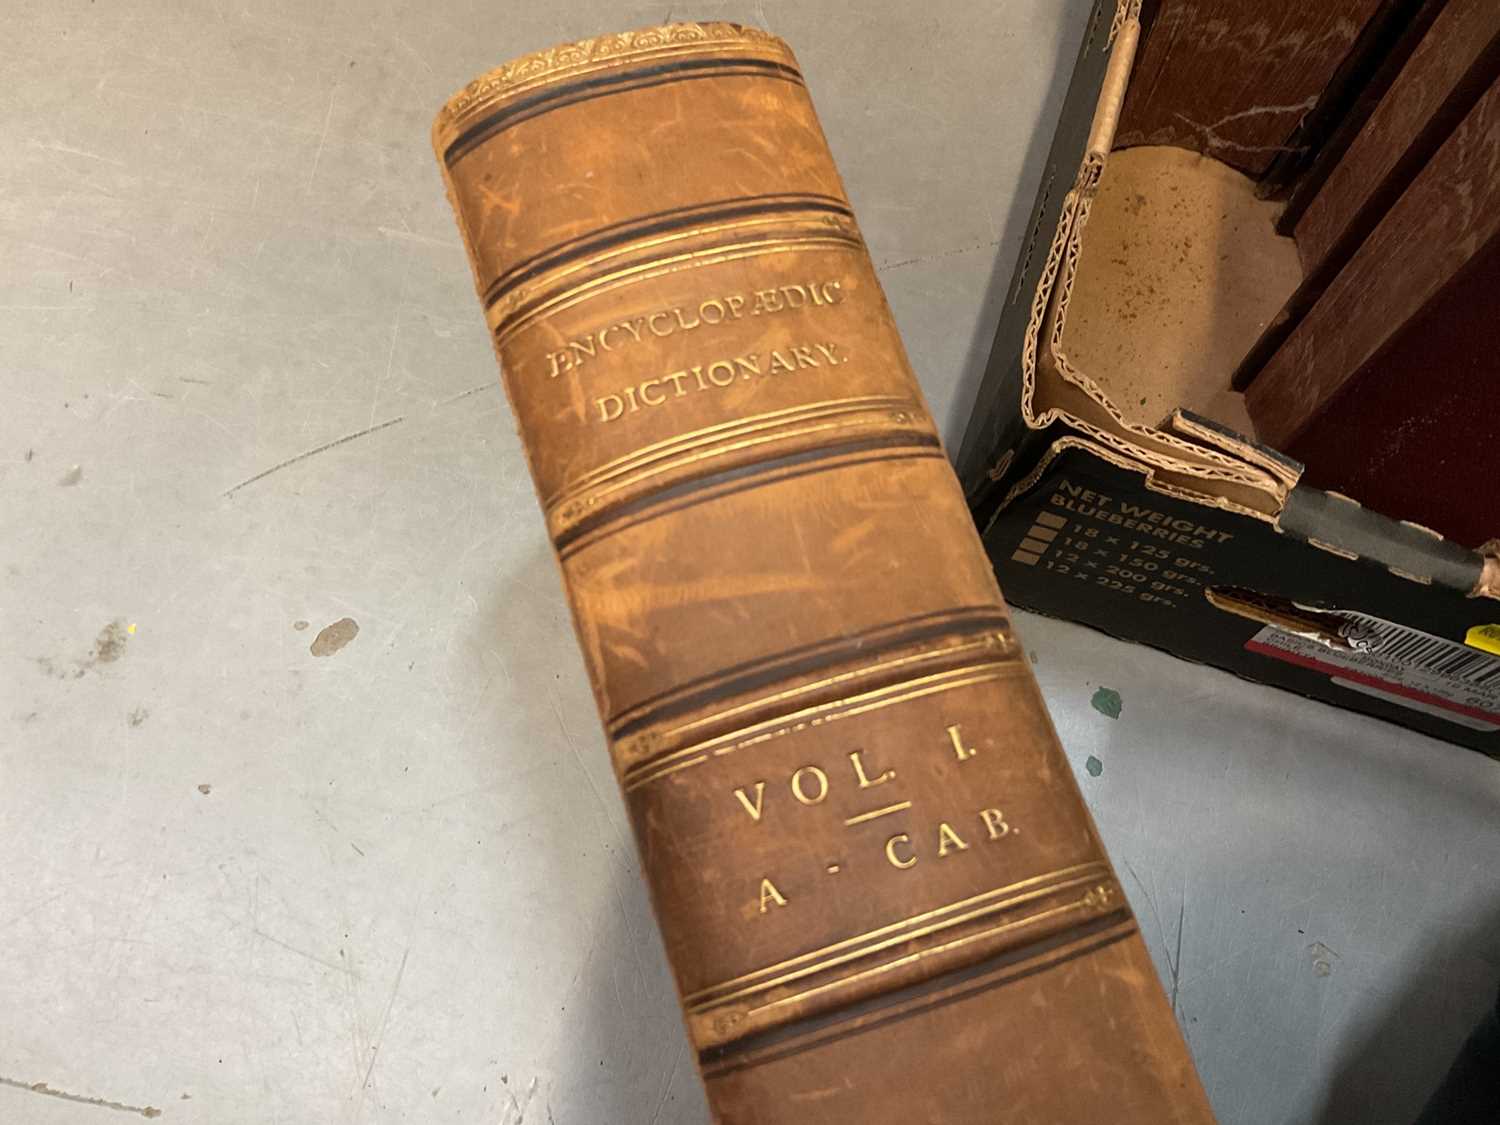 ENCYCLOPÆDIC
DICTIONARY.
VOL. I.
A - CAB.
NET WEIGHT
BLUEBERRIES
18 × 125 grs.
18 × 150 grs.
12 × 200 grs.
12 × 225 grs.